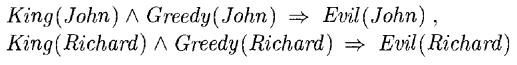 King(John) ∧ Greedy(John) ⇒ Evil(John) ,
King(Richard) ∧ Greedy(Richard) ⇒ Evil(Richard)